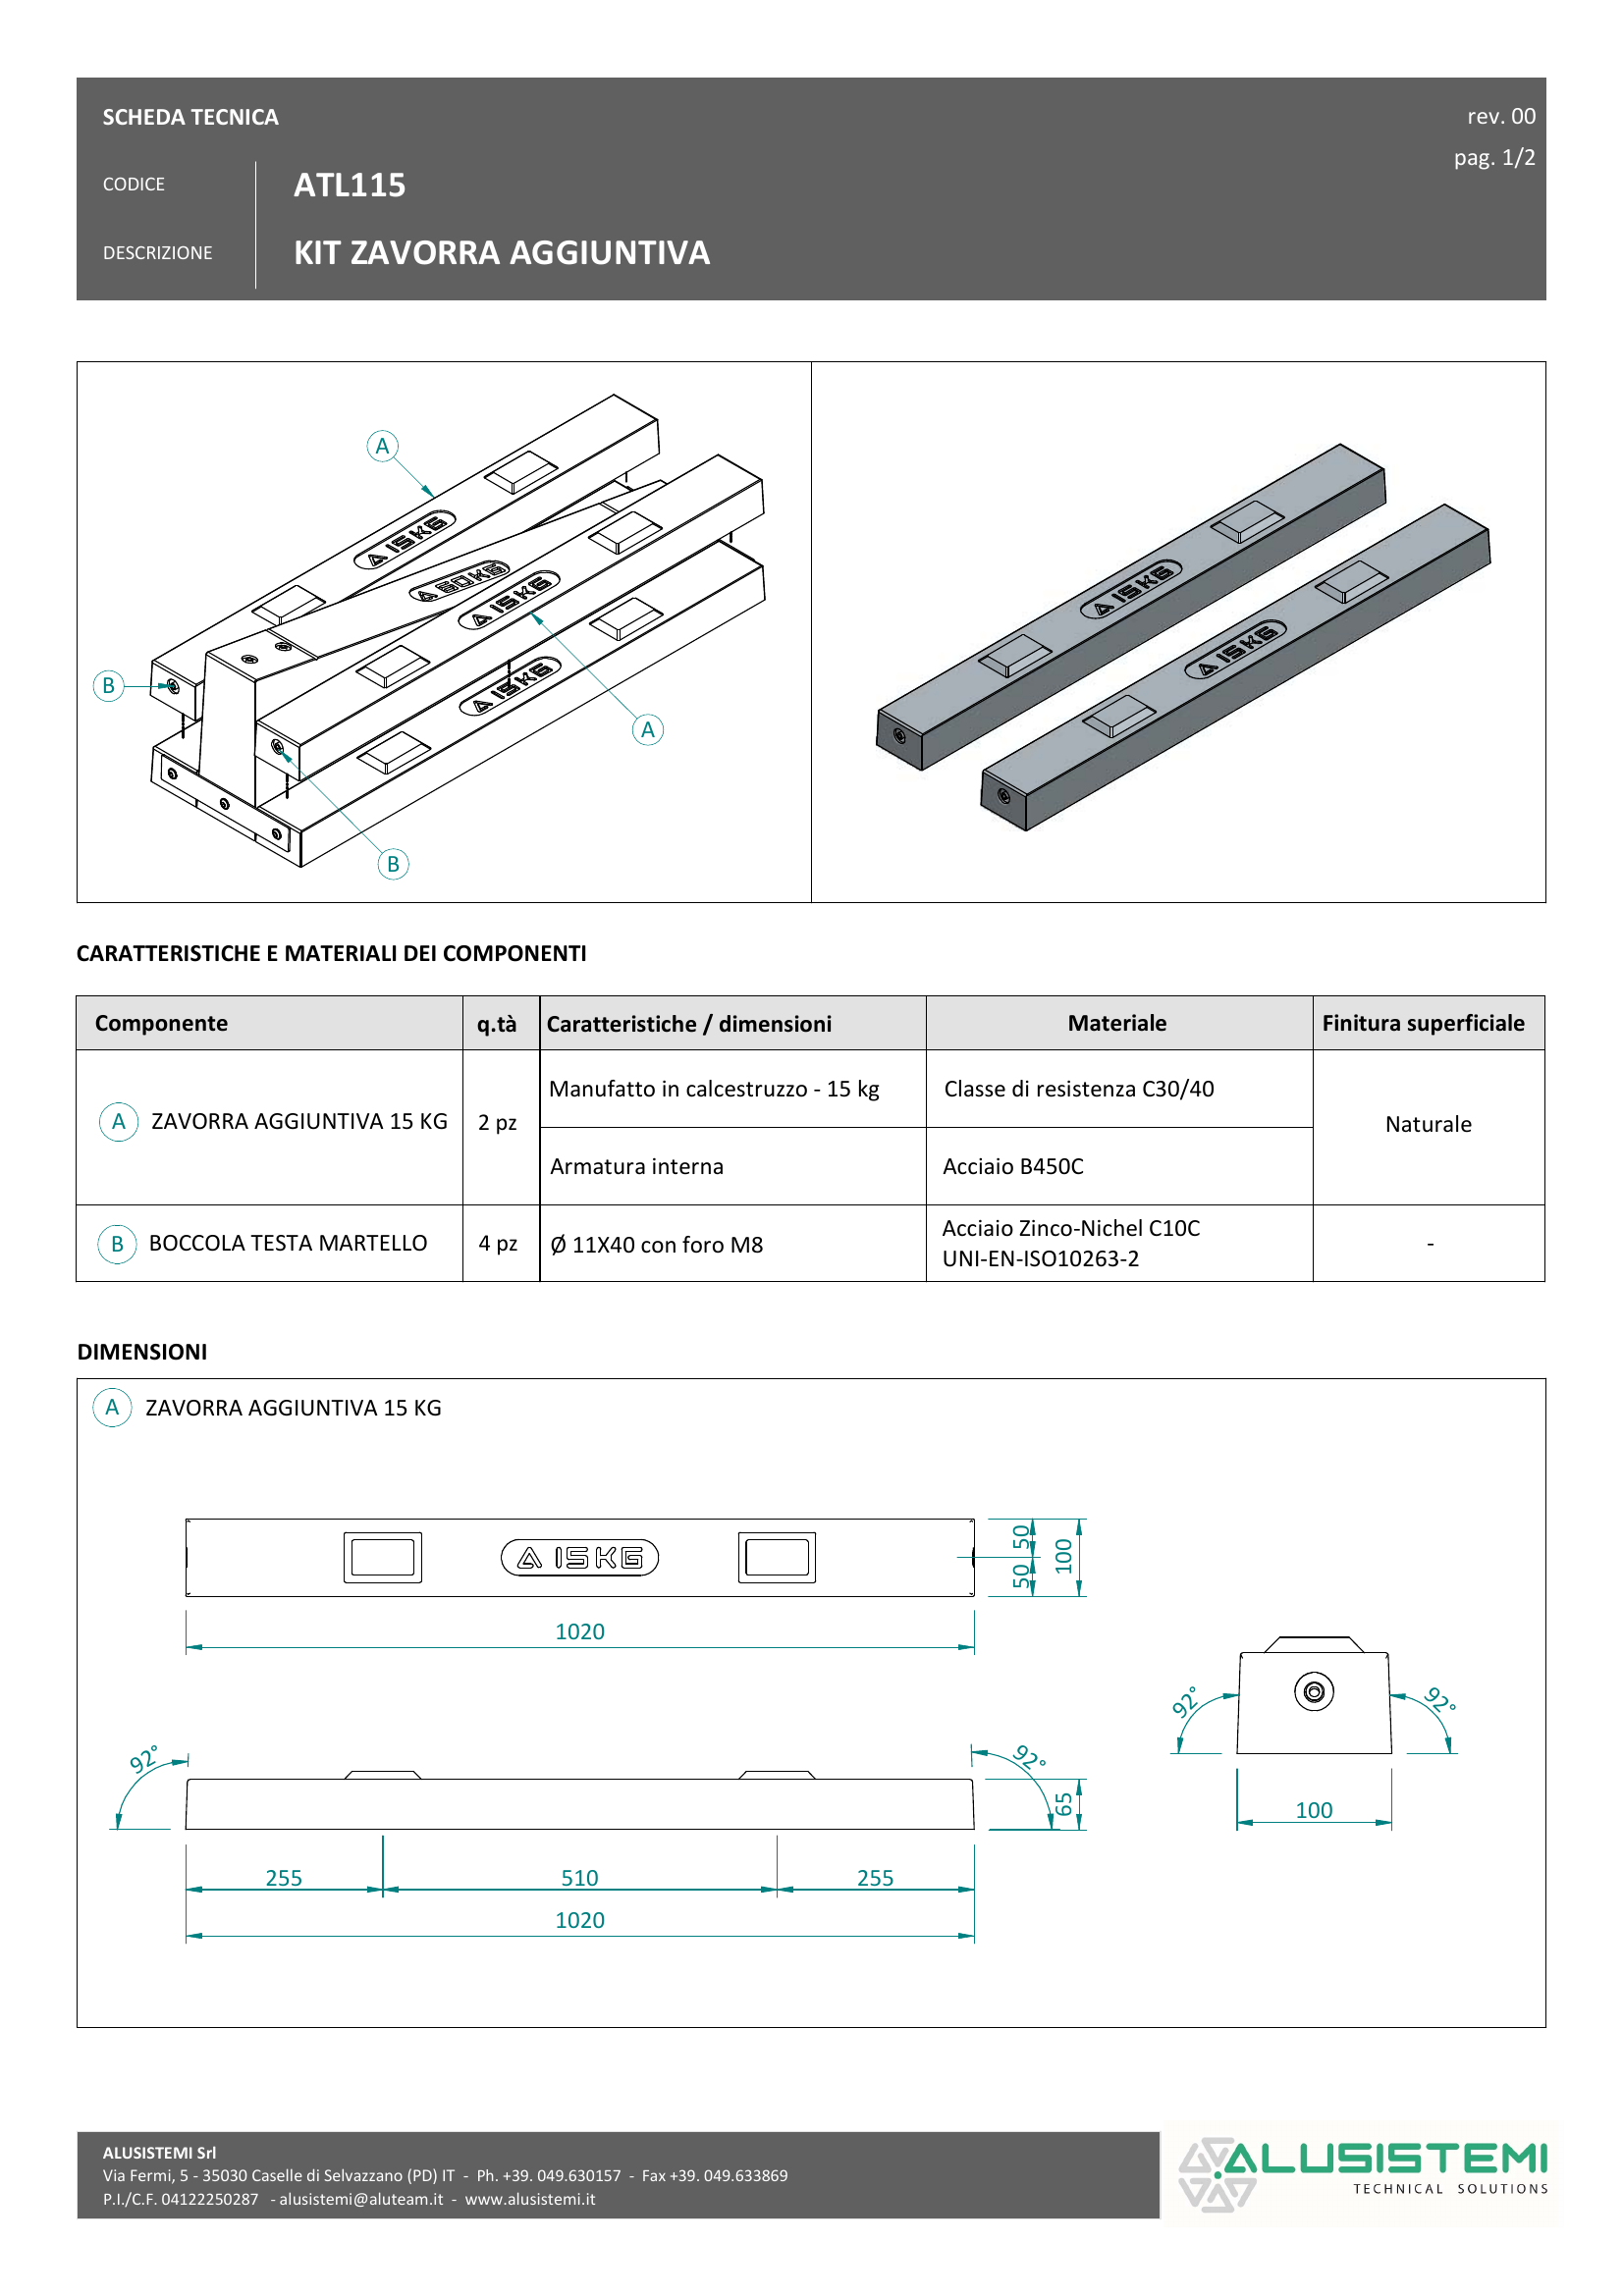 SCHEDA TECNICA
rev. 00
pag. 1/2
CODICE
ATL115
DESCRIZIONE
KIT ZAVORRA AGGIUNTIVA
A
15KG
60KG
15KG
B
A
15KG
B
15KG
15KG
CARATTERISTICHE E MATERIALI DEI COMPONENTI
Componente q.tà Caratteristiche / dimensioni Materiale Finitura superficiale
A ZAVORRA AGGIUNTIVA 15 KG 2 pz
Manufatto in calcestruzzo - 15 kg Classe di resistenza C30/40
Naturale
Armatura interna Acciaio B450C
B BOCCOLA TESTA MARTELLO 4 pz Ø 11X40 con foro M8
Acciaio Zinco-Nichel C10C
UNI-EN-ISO10263-2
-
DIMENSIONI
A ZAVORRA AGGIUNTIVA 15 KG
15KG
50
50
100
1020
92°
92°
65
92°
92°
100
255 510 255
1020
ALUSISTEMI Srl
Via Fermi, 5 - 35030 Caselle di Selvazzano (PD) IT - Ph. +39. 049.630157 - Fax +39. 049.633869
P.I./C.F. 04122250287 - alusistemi@aluteam.it - www.alusistemi.it
ALUSISTEMI
TECHNICAL SOLUTIONS